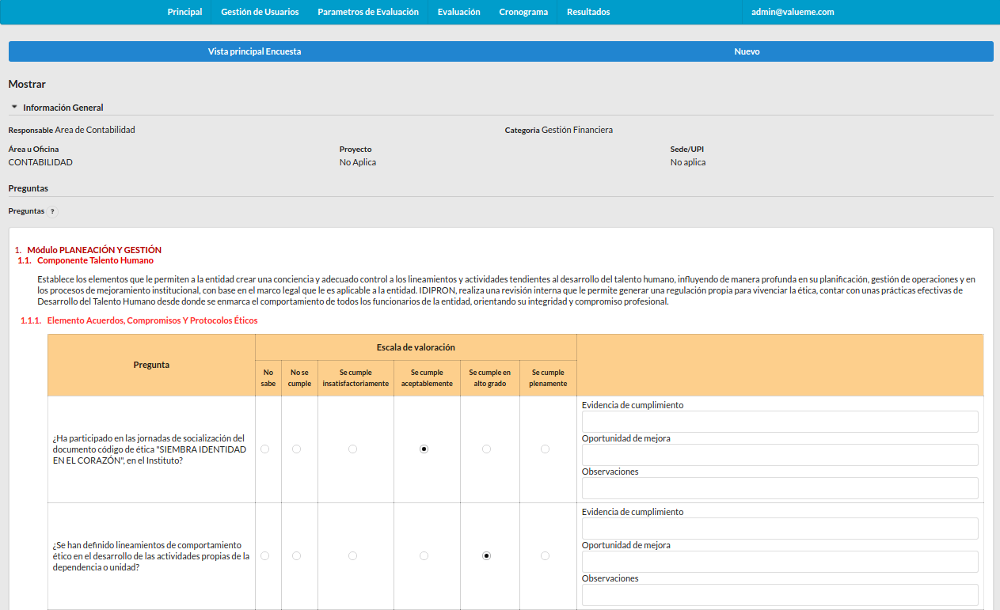 Principal Gestión de Usuarios Parametros de Evaluación Evaluación Cronograma Resultados admin@valueme.com
Vista principal Encuesta Nuevo
Mostrar
Información General
Responsable Area de Contabilidad Categoria Gestión Financiera
Área u Oficina Proyecto Sede/UPI
CONTABILIDAD No Aplica No aplica
Preguntas
Preguntas ?
1. Módulo PLANEACIÓN Y GESTIÓN
1.1. Componente Talento Humano
Establece los elementos que le permiten a la entidad crear una conciencia y adecuado control a los lineamientos y actividades tendientes al desarrollo del talento humano, influyendo de manera profunda en su planificación, gestión de operaciones y en
los procesos de mejoramiento institucional, con base en el marco legal que le es aplicable a la entidad. IDIPRON, realiza una revisión interna que le permite generar una regulación propia para vivenciar la ética, contar con unas prácticas efectivas de
Desarrollo del Talento Humano desde donde se enmarca el comportamiento de todos los funcionarios de la entidad, orientando su integridad y compromiso profesional.
1.1.1. Elemento Acuerdos, Compromisos Y Protocolos Éticos
Pregunta
Escala de valoración
No sabe
No se cumple
Se cumple insatisfactoriamente
Se cumple aceptablemente
Se cumple en alto grado
Se cumple plenamente
¿Ha participado en las jornadas de socialización del
documento código de ética "SIEMBRA IDENTIDAD
EN EL CORAZÓN", en el Instituto?
Evidencia de cumplimiento
Oportunidad de mejora
Observaciones
¿Se han definido lineamientos de comportamiento
ético en el desarrollo de las actividades propias de la
dependencia o unidad?
Evidencia de cumplimiento
Oportunidad de mejora
Observaciones